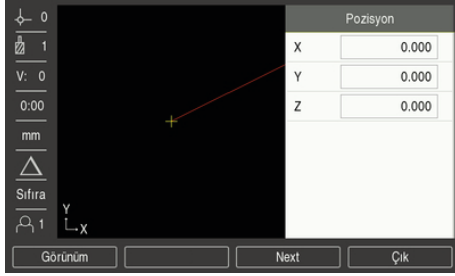 0
1
V: 0
0:00
mm
Sıfıra
1
Y
X
Pozisyon
X 0.000
Y 0.000
Z 0.000
Görünüm Next Çık